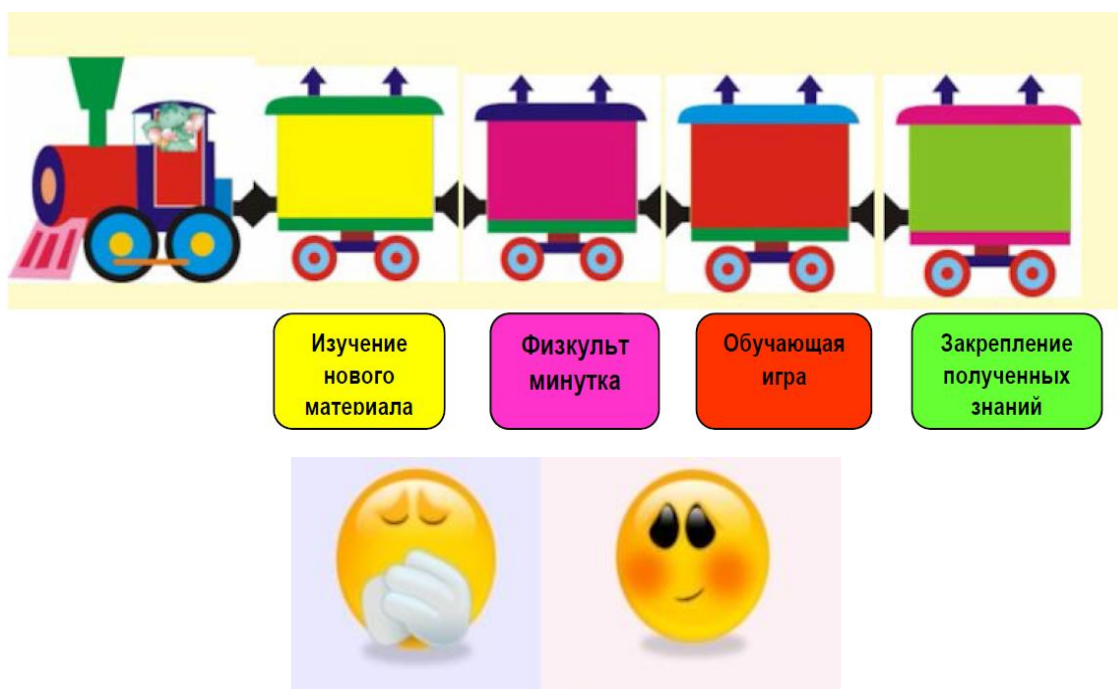 Изучение
нового
материала
Физкульт
минутка
Обучающая
игра
Закрепление
полученных
знаний